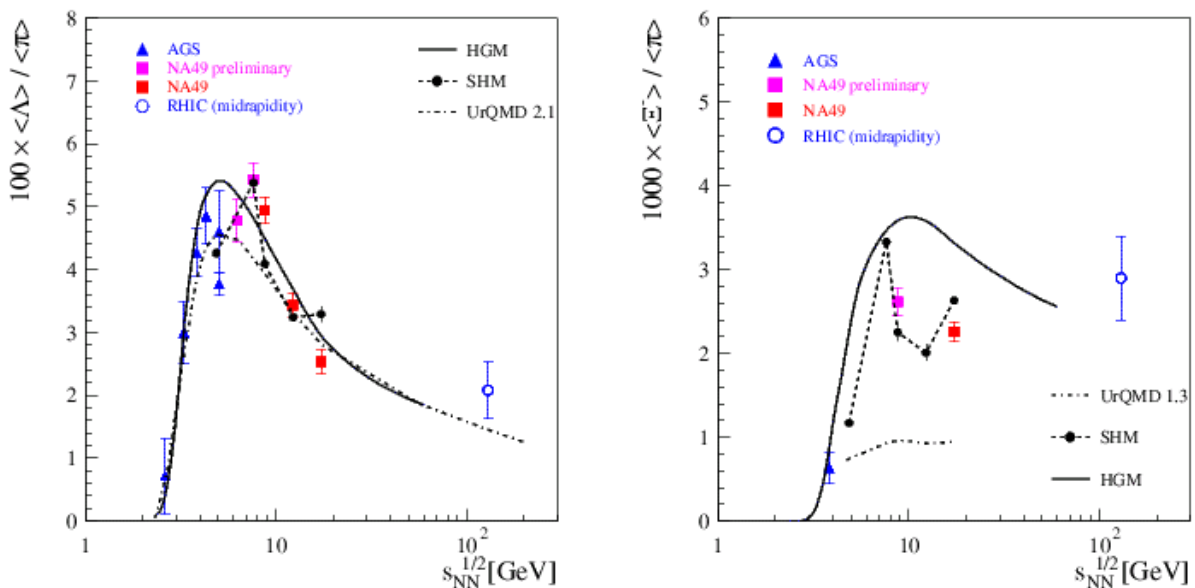 100 × <Λ> / <π>
8
7
6
5
4
3
2
1
0
AGS
NA49 preliminary
NA49
RHIC (midrapidity)
HGM
SHM
UrQMD 2.1
1
10
10²
s_NN^1/2 [GeV]
1000 × <Ξ⁻> / <π>
6
5
4
3
2
1
0
AGS
NA49 preliminary
NA49
RHIC (midrapidity)
UrQMD 1.3
SHM
HGM
1
10
10²
s_NN^1/2 [GeV]